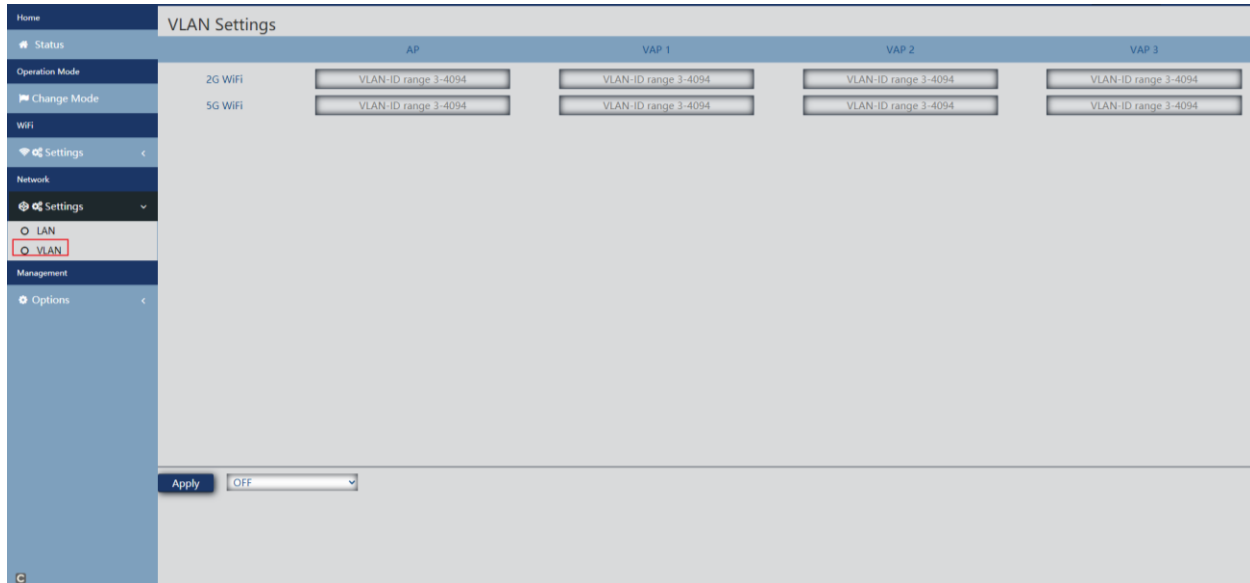 Home
Status
Operation Mode
Change Mode
WiFi
Settings
Network
Settings
LAN
VLAN
Management
Options
VLAN Settings
AP VAP 1 VAP 2 VAP 3
2G WiFi VLAN-ID range 3-4094 VLAN-ID range 3-4094 VLAN-ID range 3-4094 VLAN-ID range 3-4094
5G WiFi VLAN-ID range 3-4094 VLAN-ID range 3-4094 VLAN-ID range 3-4094 VLAN-ID range 3-4094
Apply OFF
C